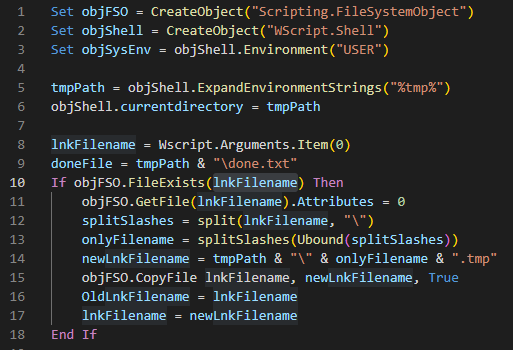 1 Set objFSO = CreateObject("Scripting.FileSystemObject")
2 Set objShell = CreateObject("WScript.Shell")
3 Set objSysEnv = objShell.Environment("USER")
4
5 tmpPath = objShell.ExpandEnvironmentStrings("%tmp%")
6 objShell.currentdirectory = tmpPath
7
8 lnkFilename = Wscript.Arguments.Item(0)
9 doneFile = tmpPath & "\done.txt"
10 If objFSO.FileExists(lnkFilename) Then
11 objFSO.GetFile(lnkFilename).Attributes = 0
12 splitSlashes = split(lnkFilename, "\")
13 onlyFilename = splitSlashes(Ubound(splitSlashes))
14 newLnkFilename = tmpPath & "\" & onlyFilename & ".tmp"
15 objFSO.CopyFile lnkFilename, newLnkFilename, True
16 OldLnkFilename = lnkFilename
17 lnkFilename = newLnkFilename
18 End If